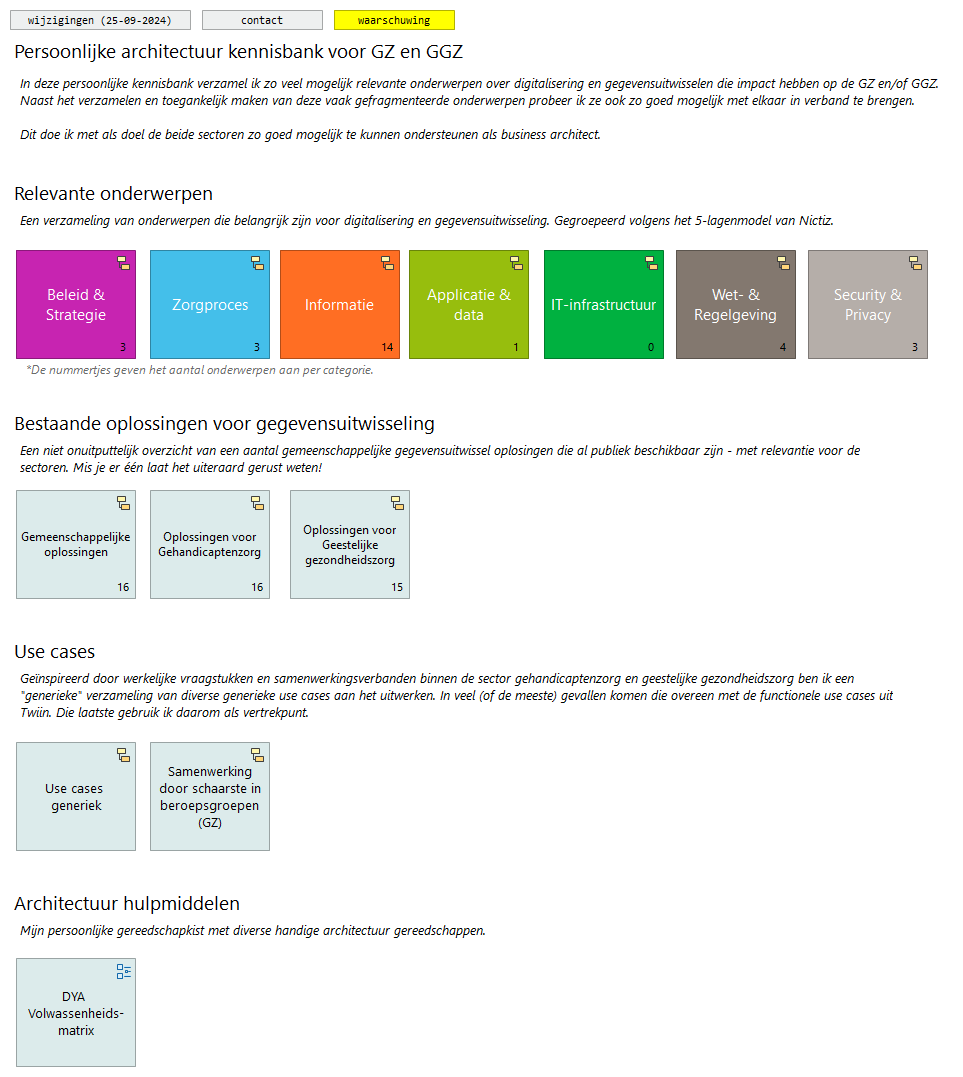 wijzigingen (25-09-2024)
contact
waarschuwing
Persoonlijke architectuur kennisbank voor GZ en GGZ
In deze persoonlijke kennisbank verzamel ik zo veel mogelijk relevante onderwerpen over digitalisering en gegevensuitwisselen die impact hebben op de GZ en/of GGZ.
Naast het verzamelen en toegankelijk maken van deze vaak gefragmenteerde onderwerpen probeer ik ze ook zo goed mogelijk met elkaar in verband te brengen.
Dit doe ik met als doel de beide sectoren zo goed mogelijk te kunnen ondersteunen als business architect.
Relevante onderwerpen
Een verzameling van onderwerpen die belangrijk zijn voor digitalisering en gegevensuitwisseling. Gegroepeerd volgens het 5-lagenmodel van Nictiz.
Beleid &
Strategie
3
Zorgproces
3
Informatie
14
Applicatie &
data
1
IT-infrastructuur
0
Wet- &
Regelgeving
4
Security &
Privacy
3
*De nummertjes geven het aantal onderwerpen aan per categorie.
Bestaande oplossingen voor gegevensuitwisseling
Een niet onuitputtelijk overzicht van een aantal gemeenschappelijke gegevensuitwissel oplosingen die al publiek beschikbaar zijn - met relevantie voor de
sectoren. Mis je er één laat het uiteraard gerust weten!
Gemeenschappelijke
oplossingen
16
Oplossingen voor
Gehandicaptenzorg
16
Oplossingen voor
Geestelijke
gezondheidszorg
15
Use cases
Geïnspireerd door werkelijke vraagstukken en samenwerkingsverbanden binnen de sector gehandicaptenzorg en geestelijke gezondheidszorg ben ik een
"generieke" verzameling van diverse generieke use cases aan het uitwerken. In veel (of de meeste) gevallen komen die overeen met de functionele use cases uit
Twiin. Die laatste gebruik ik daarom als vertrekpunt.
Use cases
generiek
Samenwerking
door schaarste in
beroepsgroepen
(GZ)
Architectuur hulpmiddelen
Mijn persoonlijke gereedschapkist met diverse handige architectuur gereedschappen.
DYA
Volwassenheids-
matrix